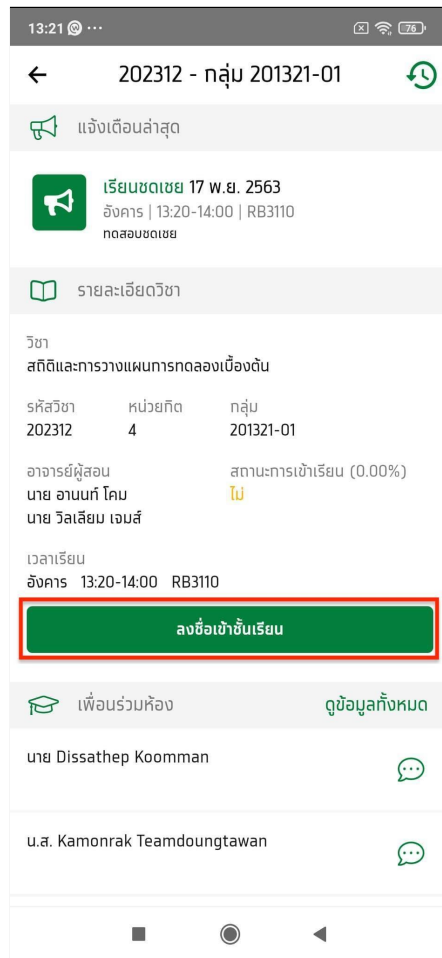 13:21 ... 76
202312 - กลุ่ม 201321-01
แจ้งเตือนล่าสุด
เรียนชดเชย 17 พ.ย. 2563
อังคาร | 13:20-14:00 | RB3110
ทดสอบชดเชย
รายละเอียดวิชา
วิชา
สถิติและการวางแผนการทดลองเบื้องต้น
รหัสวิชา หน่วยกิต กลุ่ม
202312 4 201321-01
อาจารย์ผู้สอน สถานะการเข้าเรียน (0.00%)
นาย อานนท์ โคม ไม่
นาย วิลเลียม เจมส์
เวลาเรียน
อังคาร 13:20-14:00 RB3110
ลงชื่อเข้าชั้นเรียน
เพื่อนร่วมห้อง ดูข้อมูลทั้งหมด
นาย Dissathep Koomman
น.ส. Kamonrak Teamdoungtawan